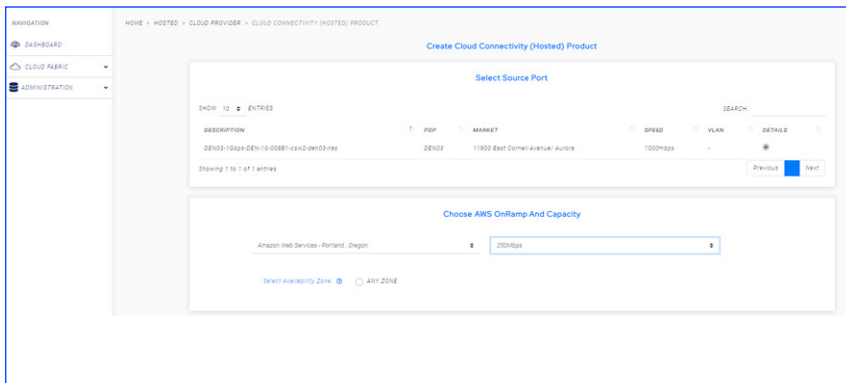 NAVIGATION
HOME > HOSTED > CLOUD PROVIDER > CLOUD CONNECTIVITY (HOSTED) PRODUCT
DASHBOARD
CLOUD FABRIC
ADMINISTRATION
Create Cloud Connectivity (Hosted) Product
Select Source Port
SHOW 10 ENTRIES
SEARCH:
DESCRIPTION POP MARKET SPEED VLAN DETAILS
DEN03 11900 East Cornell Avenue/ Aurora 1000mbps -
Showing 1 to 1 of 1 entries
Previous 1 Next
Choose AWS OnRamp And Capacity
Amazon Web Services - Portland , Oregon 250Mbps
Select Availability Zone ANY ZONE